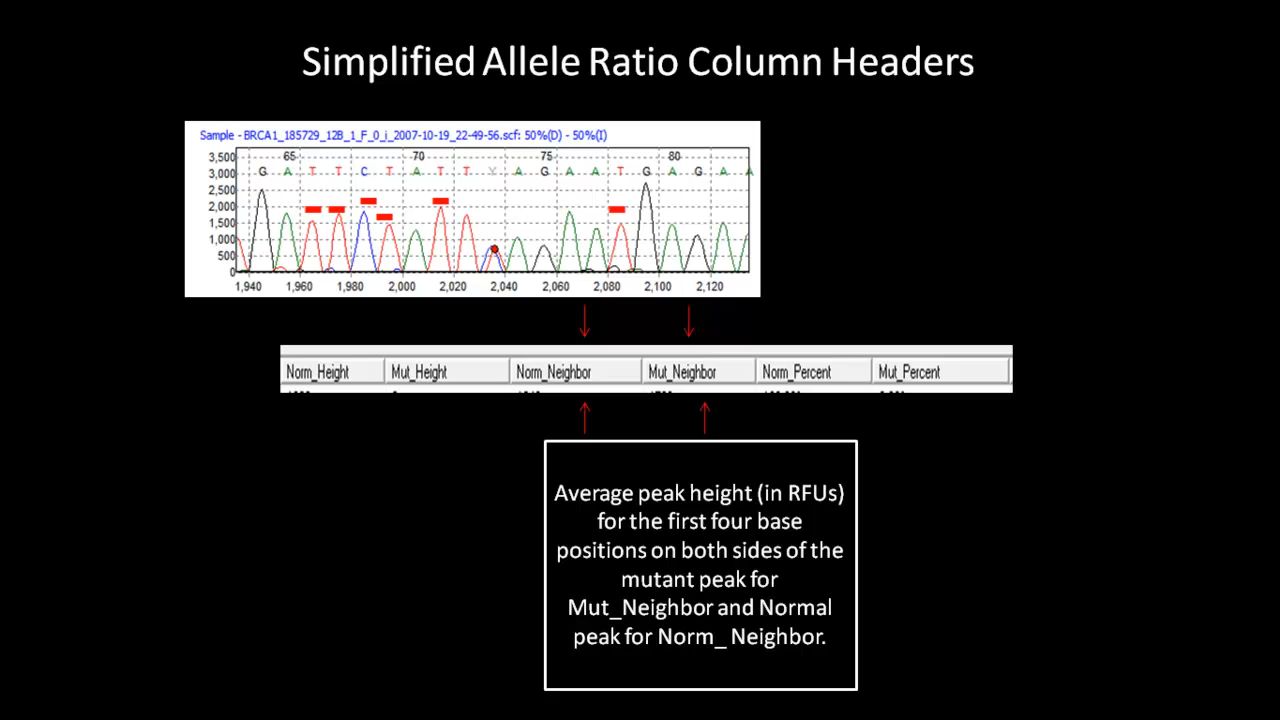 Simplified Allele Ratio Column Headers
Sample - BRCA1_185729_12B_1_F_0_i_2007-10-19_22-49-56.scf: 50%(D) - 50%(I)
65 70 75 80
G A T T C T A T T Y A G A A T G A G A A
3,500
3,000
2,500
2,000
1,500
1,000
500
0
1,940 1,960 1,980 2,000 2,020 2,040 2,060 2,080 2,100 2,120
Norm_Height Mut_Height Norm_Neighbor Mut_Neighbor Norm_Percent Mut_Percent
Average peak height (in RFUs)
for the first four base
positions on both sides of the
mutant peak for
Mut_Neighbor and Normal
peak for Norm_ Neighbor.